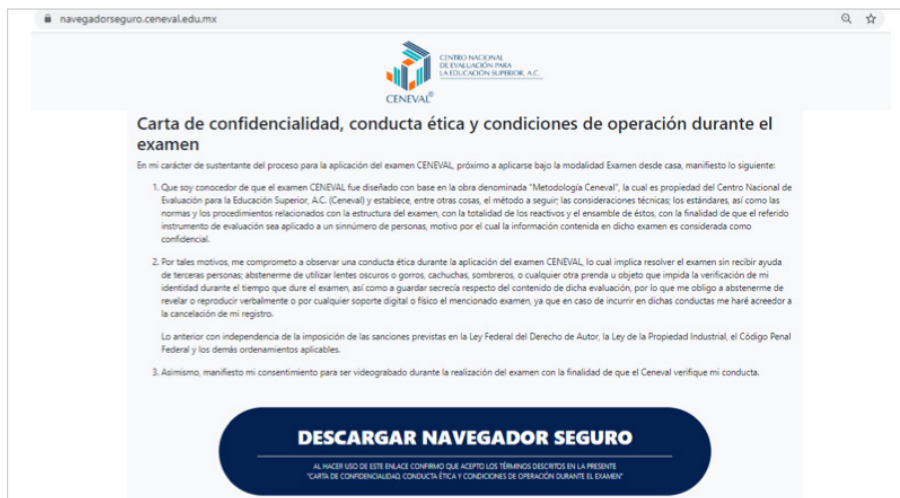 navegadorseguro.ceneval.edu.mx
CENTRO NACIONAL
DE EVALUACIÓN PARA
LA EDUCACIÓN SUPERIOR, A.C.
CENEVAL®
Carta de confidencialidad, conducta ética y condiciones de operación durante el
examen
En mi carácter de sustentante del proceso para la aplicación del examen CENEVAL, próximo a aplicarse bajo la modalidad Examen desde casa, manifiesto lo siguiente:
1. Que soy conocedor de que el examen CENEVAL fue diseñado con base en la obra denominada "Metodología Ceneval", la cual es propiedad del Centro Nacional de
Evaluación para la Educación Superior, A.C. (Ceneval) y establece, entre otras cosas, el método a seguir; las consideraciones técnicas; los estándares, así como las
normas y los procedimientos relacionados con la estructura del examen, con la totalidad de los reactivos y el ensamble de éstos, con la finalidad de que el referido
instrumento de evaluación sea aplicado a un sinnúmero de personas, motivo por el cual la información contenida en dicho examen es considerada como
confidencial.
2. Por tales motivos, me comprometo a observar una conducta ética durante la aplicación del examen CENEVAL, lo cual implica resolver el examen sin recibir ayuda
de terceras personas; abstenerme de utilizar lentes oscuros o gorros, cachuchas, sombreros, o cualquier otra prenda u objeto que impida la verificación de mi
identidad durante el tiempo que dure el examen, así como a guardar secrecía respecto del contenido de dicha evaluación, por lo que me obligo a abstenerme de
revelar o reproducir verbalmente o por cualquier soporte digital o físico el mencionado examen, ya que en caso de incurrir en dichas conductas me haré acreedor a
la cancelación de mi registro.
Lo anterior con independencia de la imposición de las sanciones previstas en la Ley Federal del Derecho de Autor, la Ley de la Propiedad Industrial, el Código Penal
Federal y los demás ordenamientos aplicables.
3. Asimismo, manifiesto mi consentimiento para ser videograbado durante la realización del examen con la finalidad de que el Ceneval verifique mi conducta.
DESCARGAR NAVEGADOR SEGURO
AL HACER USO DE ESTE ENLACE CONFIRMO QUE ACEPTO LOS TÉRMINOS DESCRITOS EN LA PRESENTE
"CARTA DE CONFIDENCIALIDAD, CONDUCTA ÉTICA Y CONDICIONES DE OPERACIÓN DURANTE EL EXAMEN"